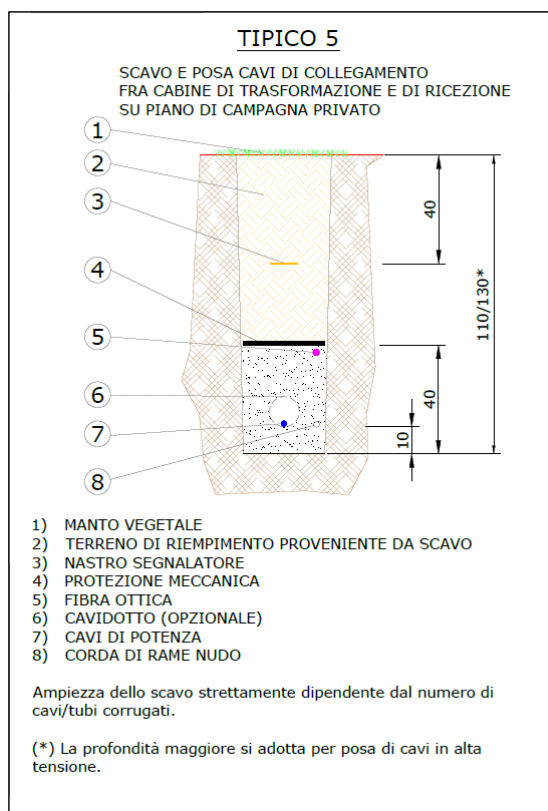 TIPICO 5
SCAVO E POSA CAVI DI COLLEGAMENTO
FRA CABINE DI TRASFORMAZIONE E DI RICEZIONE
SU PIANO DI CAMPAGNA PRIVATO
1
2
3
4
5
6
7
8
40
110/130*
40
10
1) MANTO VEGETALE
2) TERRENO DI RIEMPIMENTO PROVENIENTE DA SCAVO
3) NASTRO SEGNALATORE
4) PROTEZIONE MECCANICA
5) FIBRA OTTICA
6) CAVIDOTTO (OPZIONALE)
7) CAVI DI POTENZA
8) CORDA DI RAME NUDO
Ampiezza dello scavo strettamente dipendente dal numero di
cavi/tubi corrugati.
(*) La profondità maggiore si adotta per posa di cavi in alta
tensione.